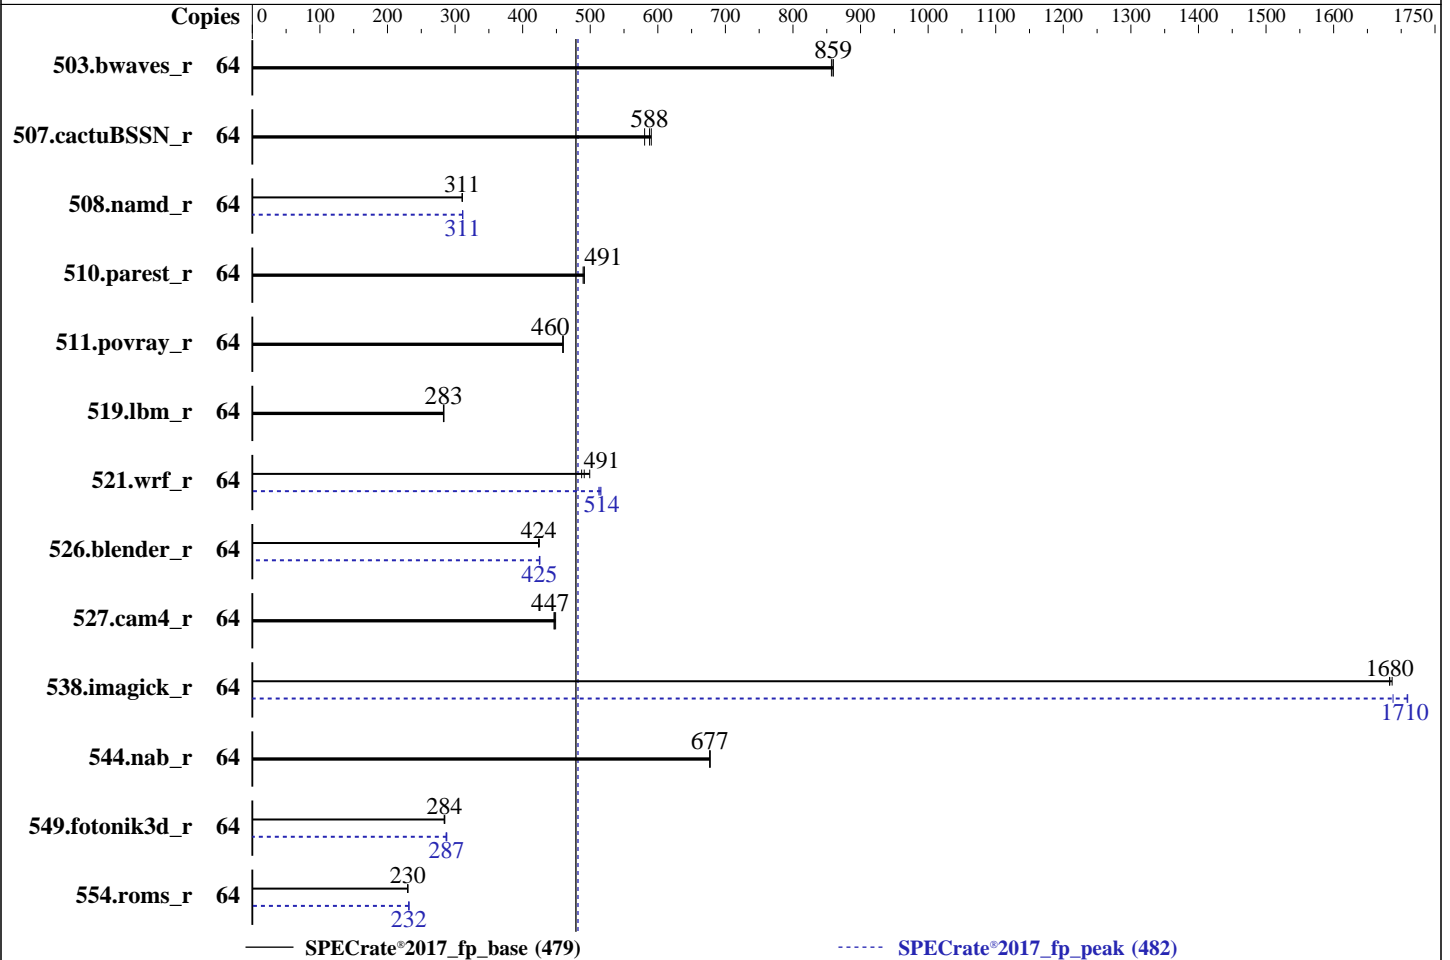 Copies 0 100 200 300 400 500 600 700 800 900 1000 1100 1200 1300 1400 1500 1600 1750
503.bwaves_r 64 859
507.cactuBSSN_r 64 588
508.namd_r 64 311
311
510.parest_r 64 491
511.povray_r 64 460
519.lbm_r 64 283
521.wrf_r 64 491
514
526.blender_r 64 424
425
527.cam4_r 64 447
538.imagick_r 64 1680
1710
544.nab_r 64 677
549.fotonik3d_r 64 284
287
554.roms_r 64 230
232
SPECrate®2017_fp_base (479) SPECrate®2017_fp_peak (482)